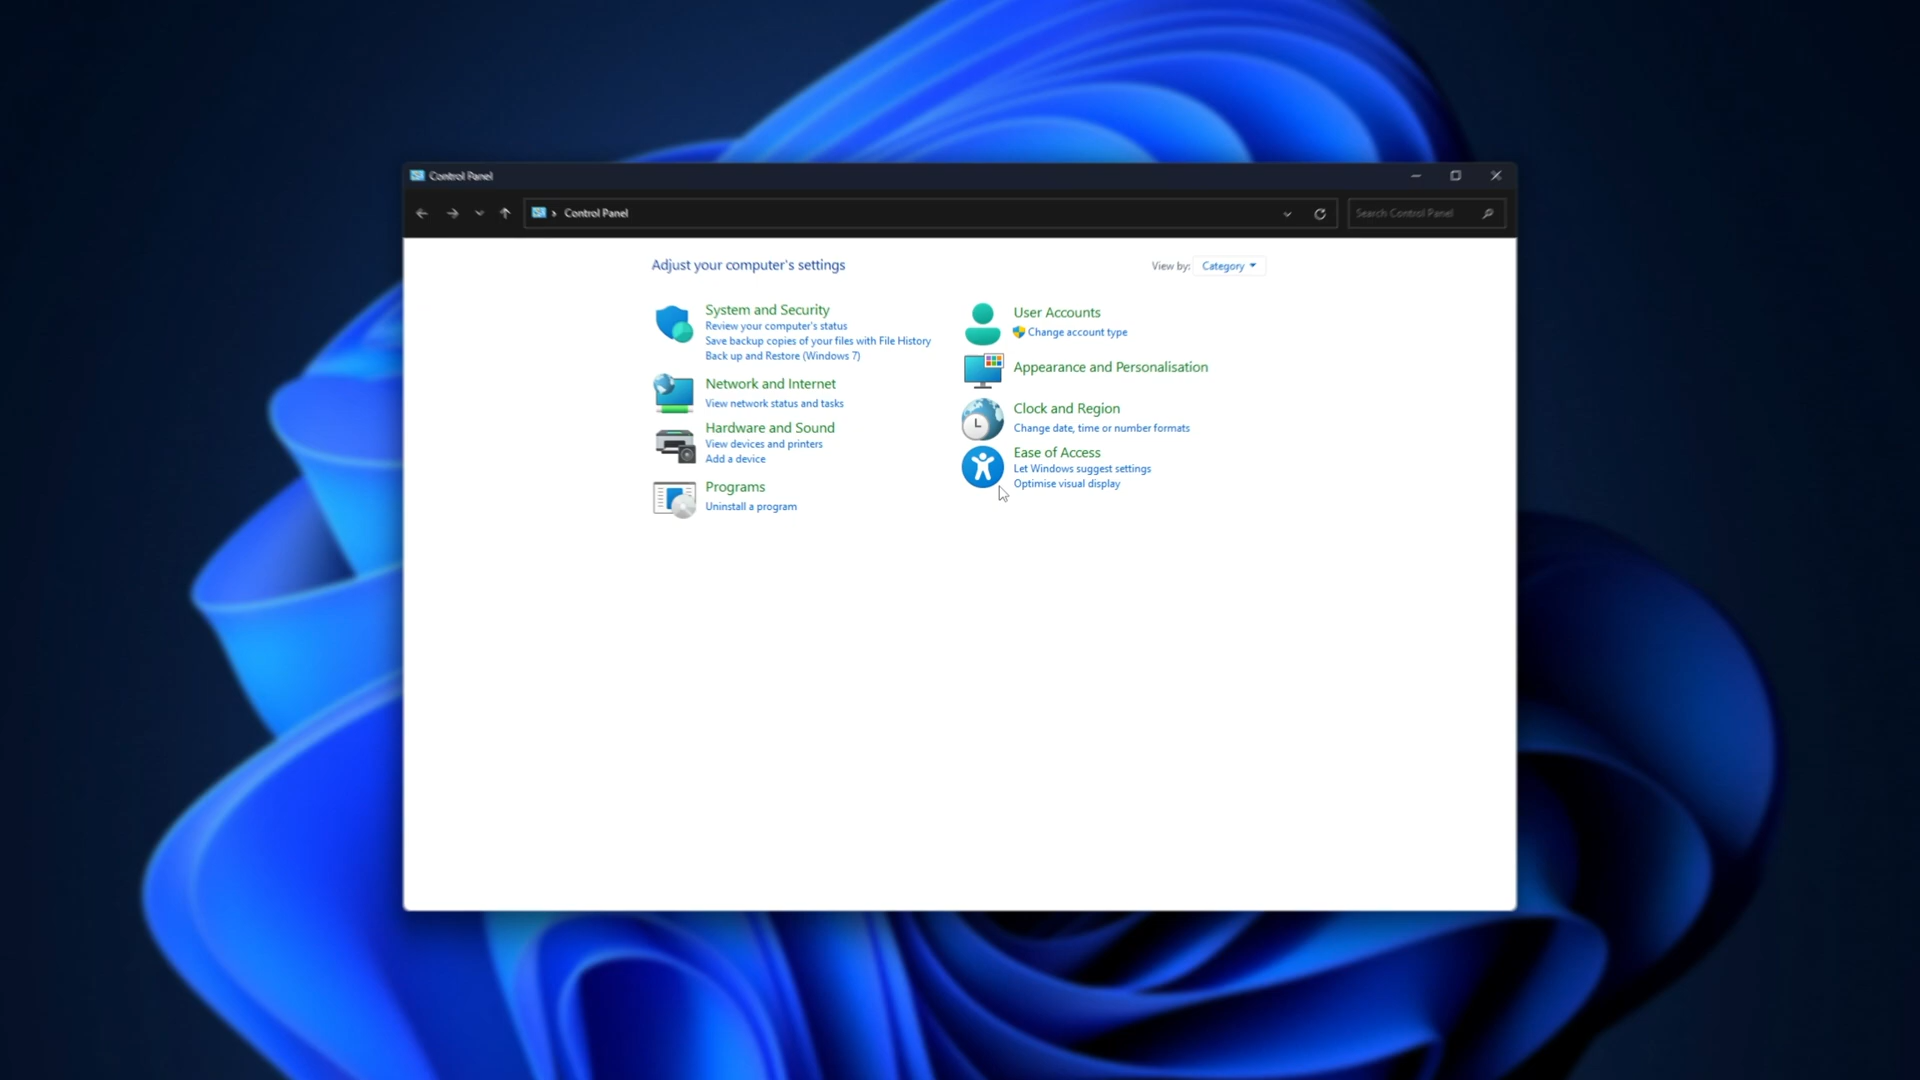 Control Panel
Control Panel
Search Control Panel
Adjust your computer's settings
View by: Category
System and Security
Review your computer's status
Save backup copies of your files with File History
Back up and Restore (Windows 7)
Network and Internet
View network status and tasks
Hardware and Sound
View devices and printers
Add a device
Programs
Uninstall a program
User Accounts
Change account type
Appearance and Personalisation
Clock and Region
Change date, time or number formats
Ease of Access
Let Windows suggest settings
Optimise visual display